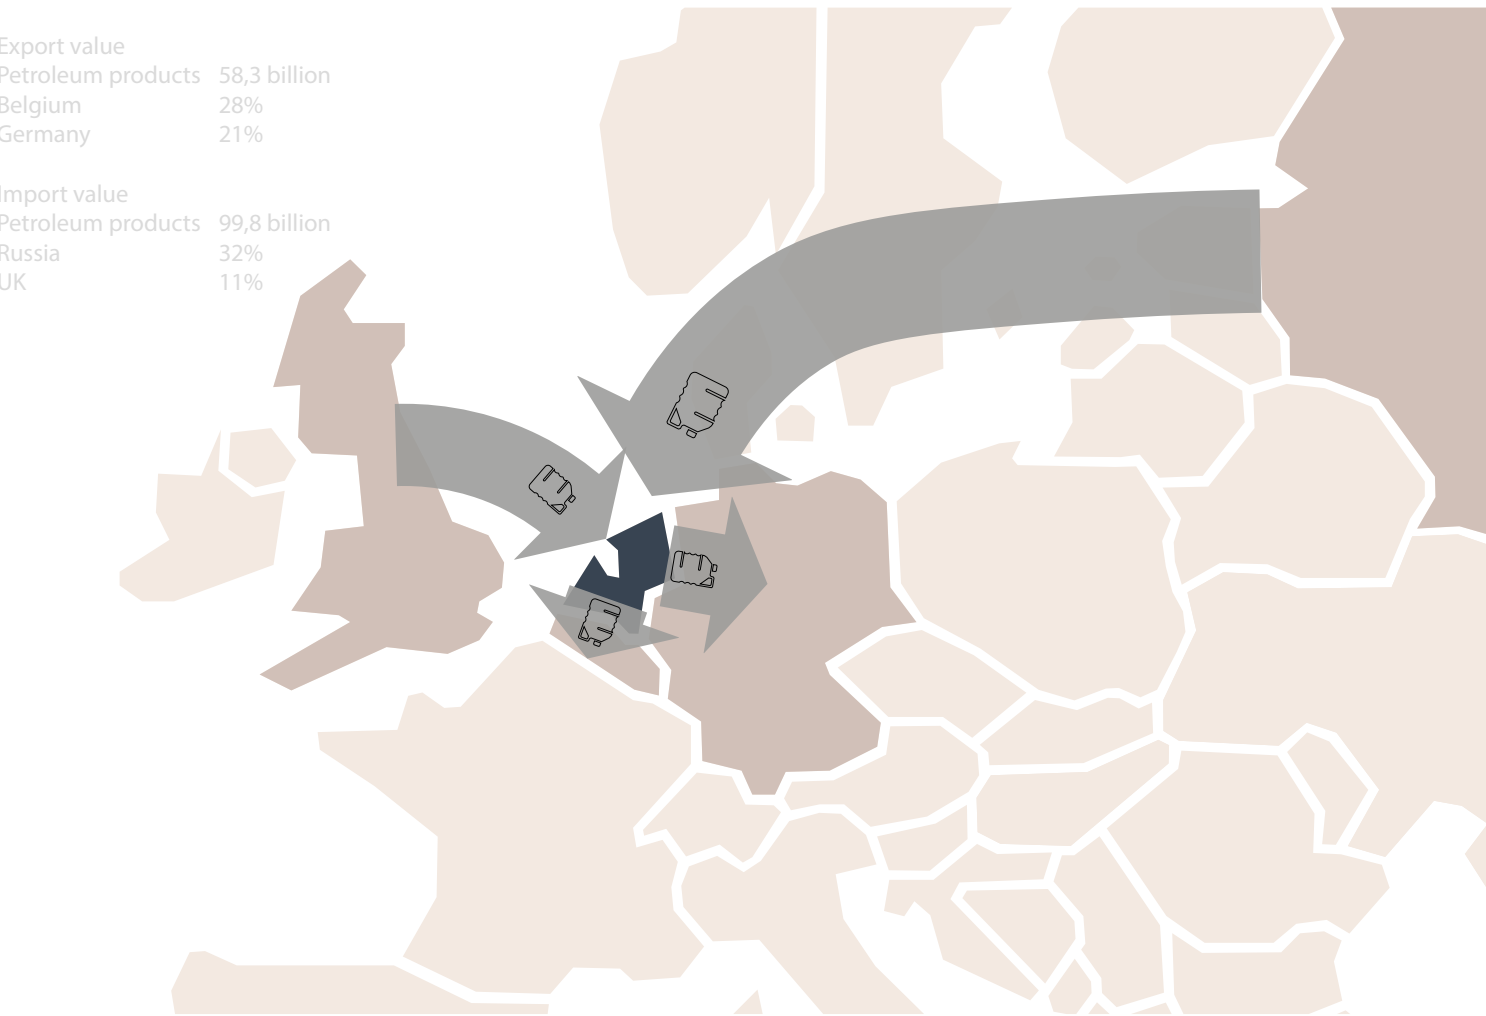 Export value
Petroleum products 58,3 billion
Belgium 28%
Germany 21%
Import value
Petroleum products 99,8 billion
Russia 32%
UK 11%